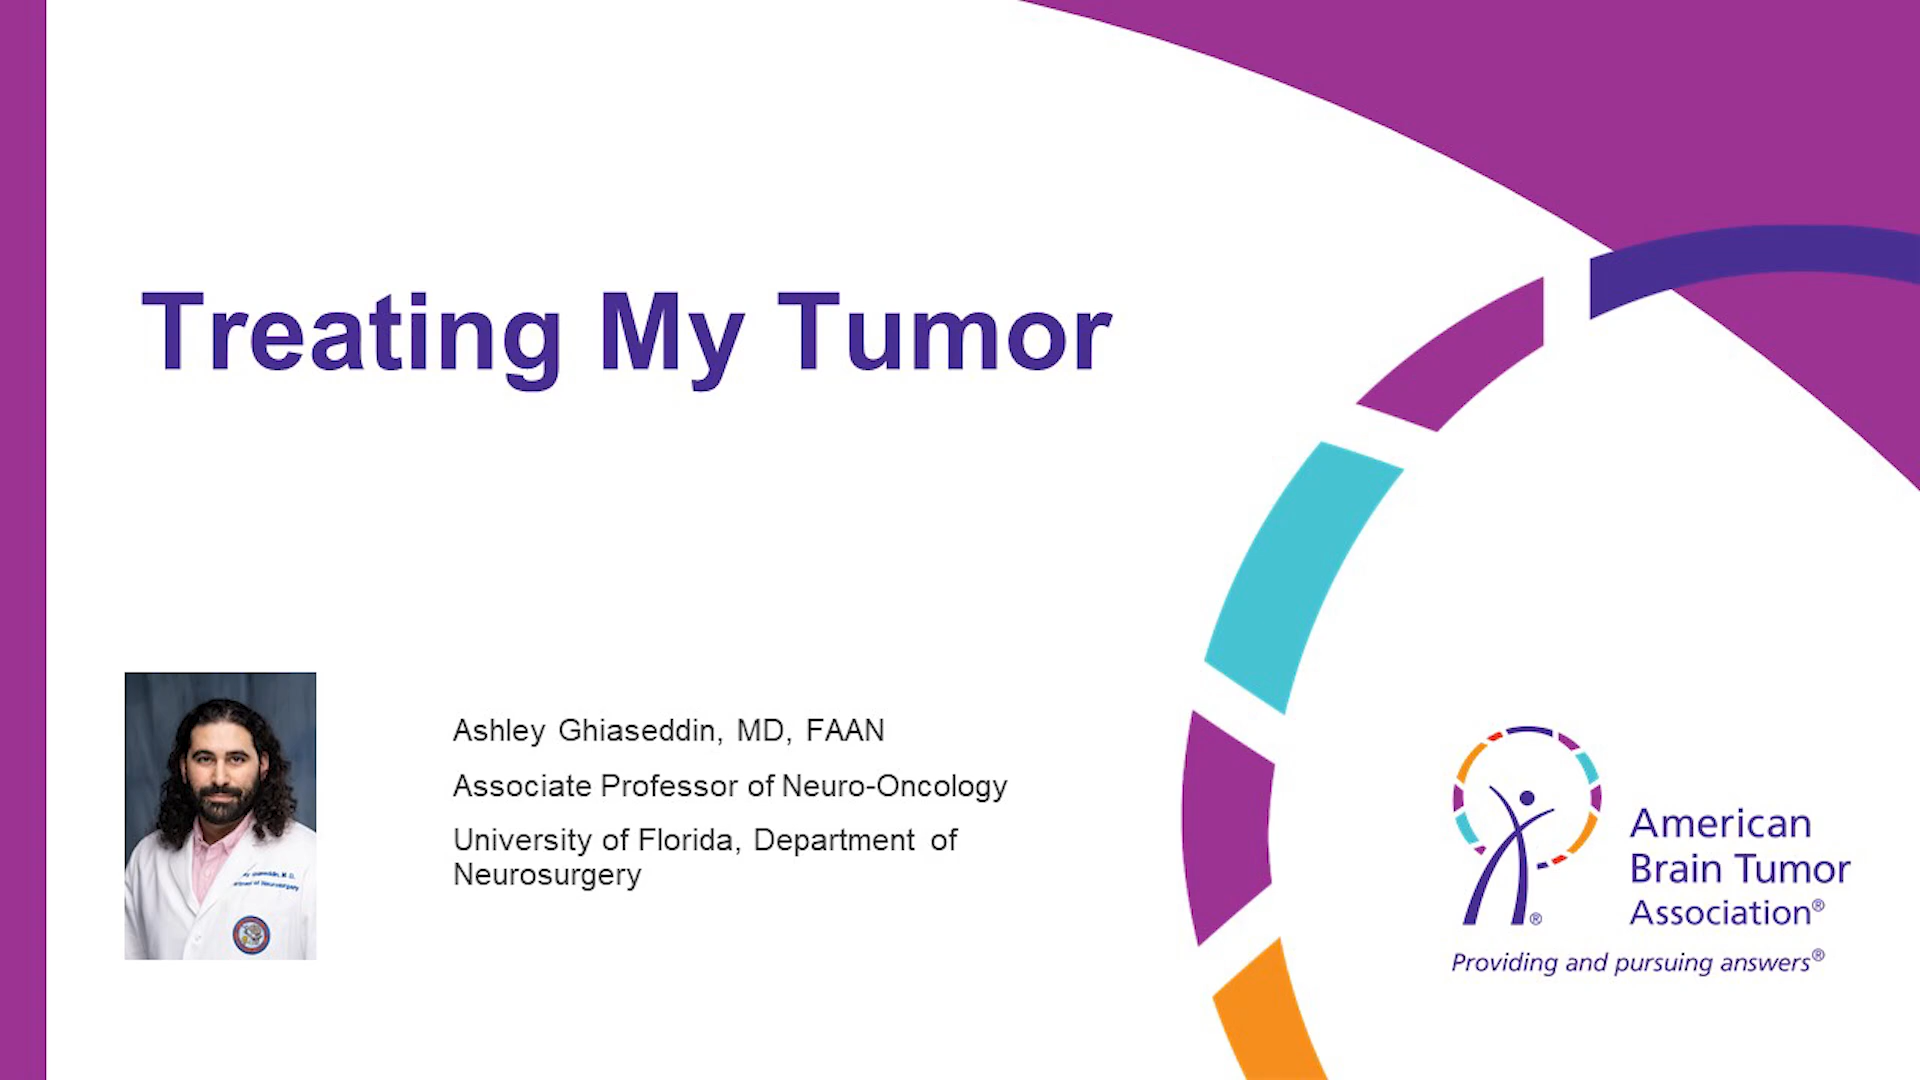 Treating My Tumor
Ashley Ghiaseddin, MD, FAAN
Associate Professor of Neuro-Oncology
University of Florida, Department of
Neurosurgery
American
Brain Tumor
Association®
®
Providing and pursuing answers®